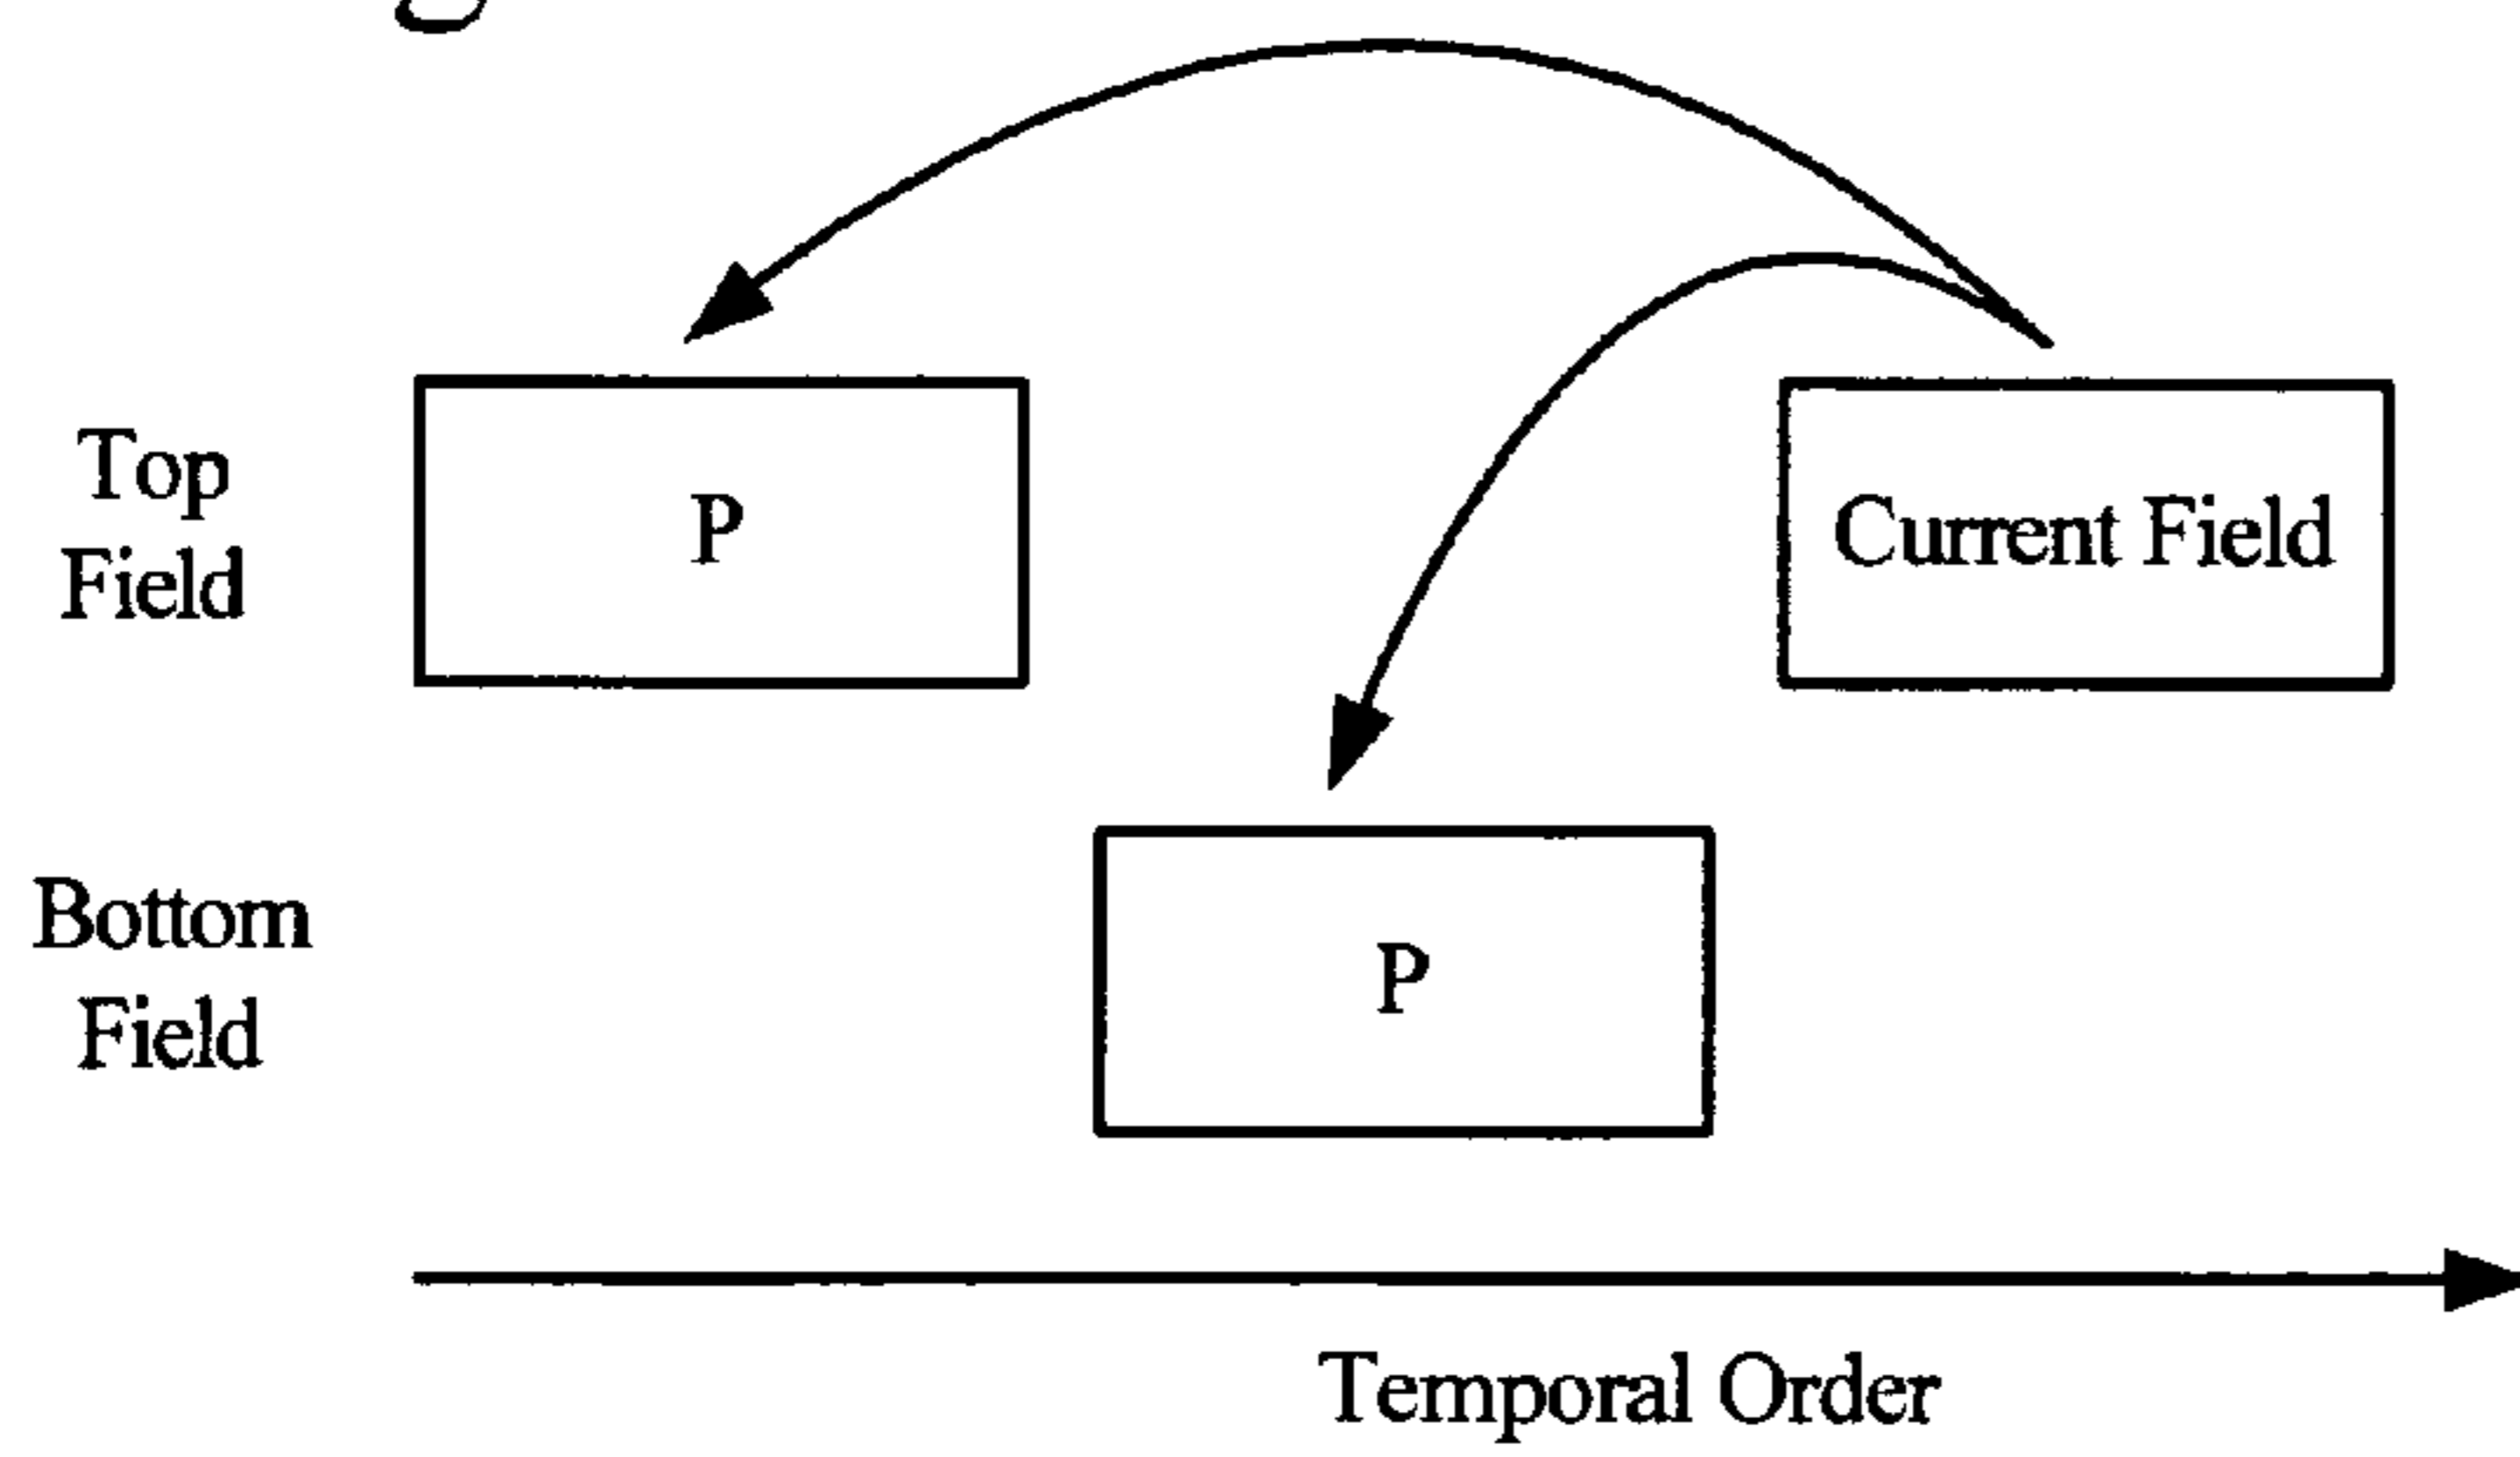 Top
Field
P
Current Field
Bottom
Field
P
Temporal Order